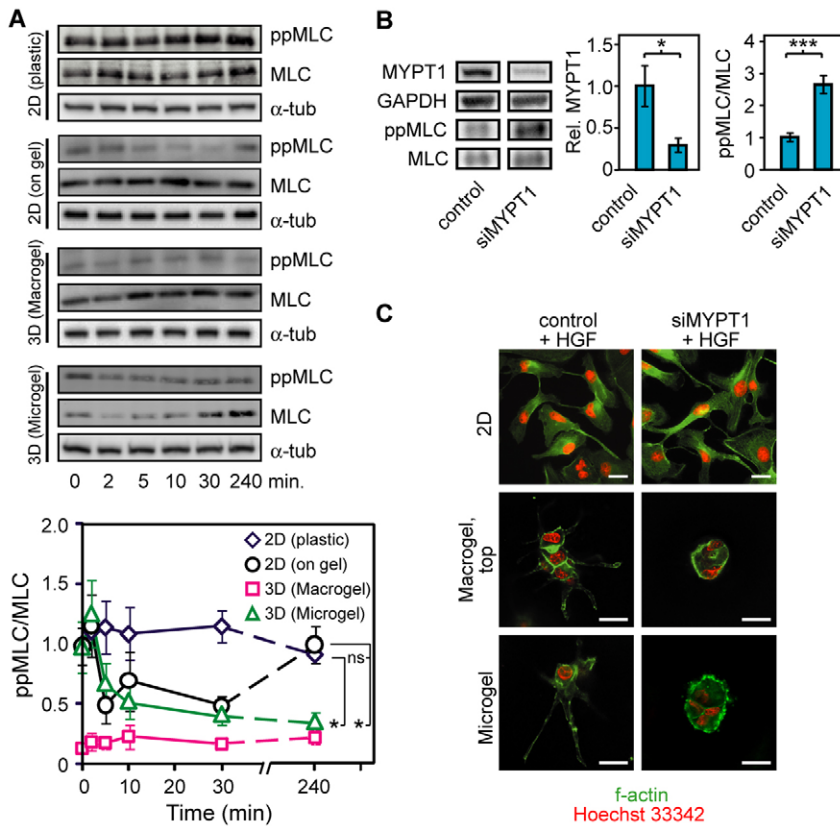 A
2D (plastic)
ppMLC
MLC
α-tub
2D (on gel)
ppMLC
MLC
α-tub
3D (Macrogel)
ppMLC
MLC
α-tub
3D (Microgel)
ppMLC
MLC
α-tub
0 2 5 10 30 240 min.
ppMLC/MLC
2.0
1.5
1.0
0.5
0
2D (plastic)
2D (on gel)
3D (Macrogel)
3D (Microgel)
ns
* *
0 10 20 30 240
Time (min)
B
MYPT1
GAPDH
ppMLC
MLC
control
siMYPT1
Rel. MYPT1
1.5
1.0
0.5
0
*
control
siMYPT1
ppMLC/MLC
4
3
2
1
0
***
control
siMYPT1
C
control siMYPT1
+ HGF + HGF
2D
Macrogel,
top
Microgel
f-actin
Hoechst 33342